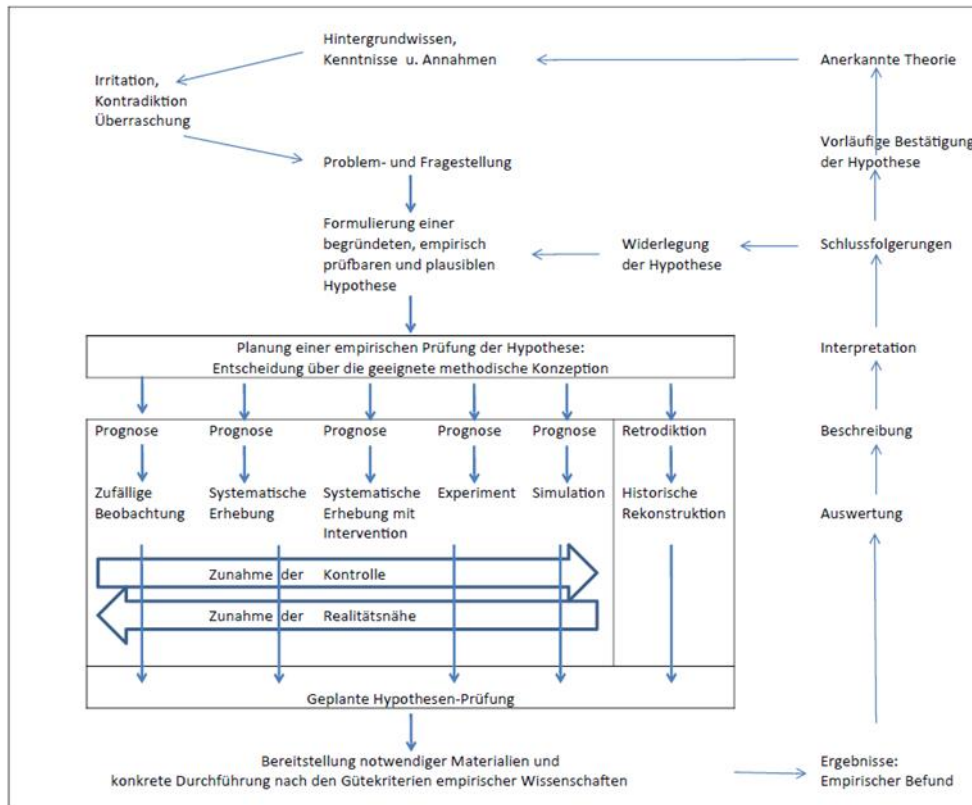 Hintergrundwissen,
Kenntnisse u. Annahmen
Anerkannte Theorie
Irritation,
Kontradiktion
Überraschung
Vorläufige Bestätigung
der Hypothese
Problem- und Fragestellung
Formulierung einer
begründeten, empirisch
prüfbaren und plausiblen
Hypothese
Widerlegung
der Hypothese
Schlussfolgerungen
Planung einer empirischen Prüfung der Hypothese:
Entscheidung über die geeignete methodische Konzeption
Interpretation
Prognose
Prognose
Prognose
Prognose
Prognose
Retrodiktion
Beschreibung
Zufällige
Beobachtung
Systematische
Erhebung
Systematische
Erhebung mit
Intervention
Experiment
Simulation
Historische
Rekonstruktion
Auswertung
Zunahme der Kontrolle
Zunahme der Realitätsnähe
Geplante Hypothesen-Prüfung
Bereitstellung notwendiger Materialien und
konkrete Durchführung nach den Gütekriterien empirischer Wissenschaften
Ergebnisse:
Empirischer Befund